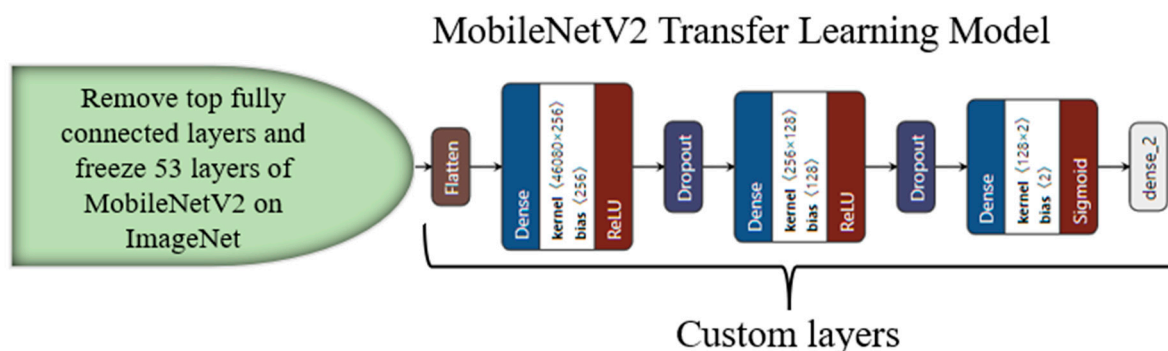 MobileNetV2 Transfer Learning Model
Remove top fully
connected layers and
freeze 53 layers of
MobileNetV2 on
ImageNet
Flatten
Dense
kernel ⟨46080×256⟩
bias ⟨256⟩
ReLU
Dropout
Dense
kernel ⟨256×128⟩
bias ⟨128⟩
ReLU
Dropout
Dense
kernel ⟨128×2⟩
bias ⟨2⟩
Sigmoid
dense_2
Custom layers